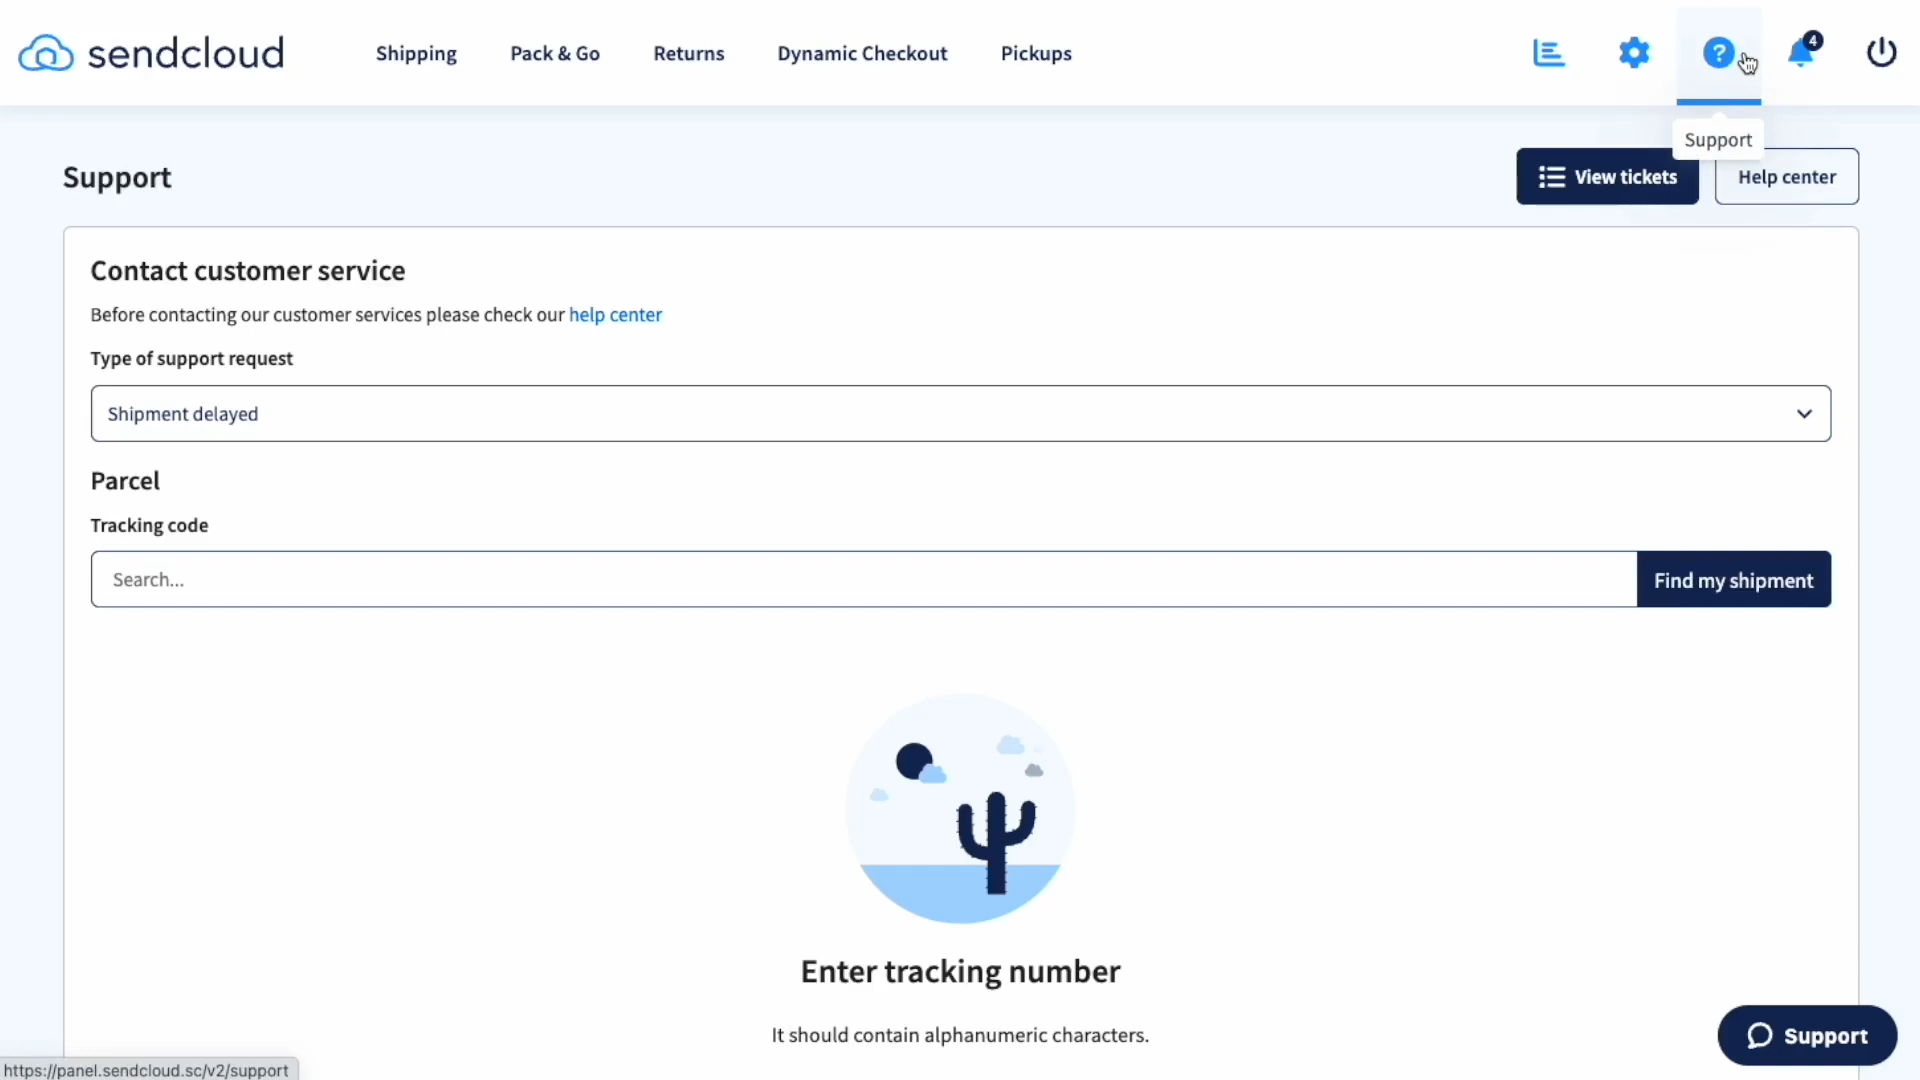 sendcloud
Shipping
Pack & Go
Returns
Dynamic Checkout
Pickups
?
4
Support
Support
View tickets
Help center
Contact customer service
Before contacting our customer services please check our help center
Type of support request
Shipment delayed
Parcel
Tracking code
Search...
Find my shipment
Enter tracking number
It should contain alphanumeric characters.
Support
https://panel.sendcloud.sc/v2/support